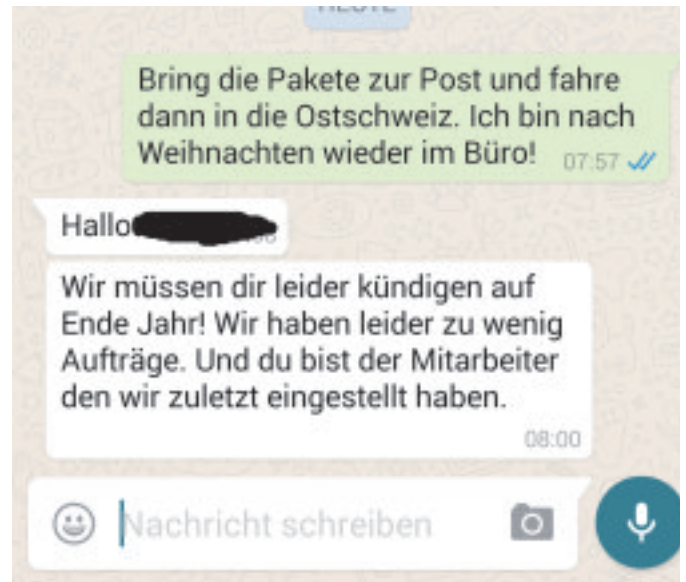 HEUTE
Bring die Pakete zur Post und fahre
dann in die Ostschweiz. Ich bin nach
Weihnachten wieder im Büro! 07:57
Hallo
Wir müssen dir leider kündigen auf
Ende Jahr! Wir haben leider zu wenig
Aufträge. Und du bist der Mitarbeiter
den wir zuletzt eingestellt haben.
08:00
Nachricht schreiben